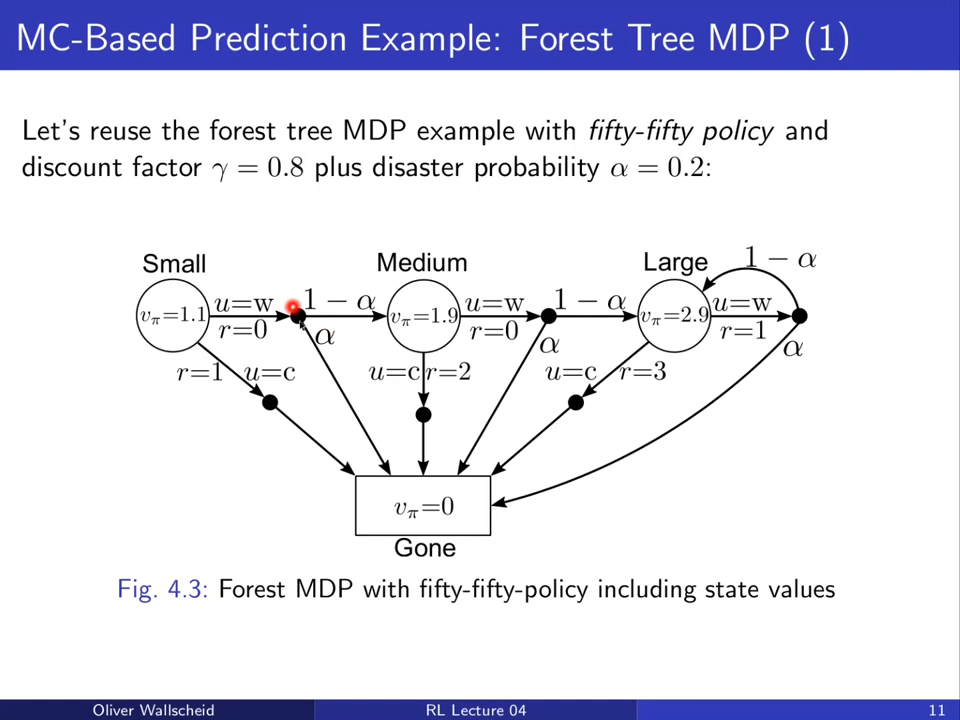 MC-Based Prediction Example: Forest Tree MDP (1)
Let's reuse the forest tree MDP example with fifty-fifty policy and
discount factor γ = 0.8 plus disaster probability α = 0.2:
Small Medium Large 1 − α
vπ=1.1 u=w 1 − α vπ=1.9 u=w 1 − α vπ=2.9 u=w
r=0 α r=0 α r=1 α
r=1 u=c u=c r=2 u=c r=3
vπ=0
Gone
Fig. 4.3: Forest MDP with fifty-fifty-policy including state values
Oliver Wallscheid RL Lecture 04 11